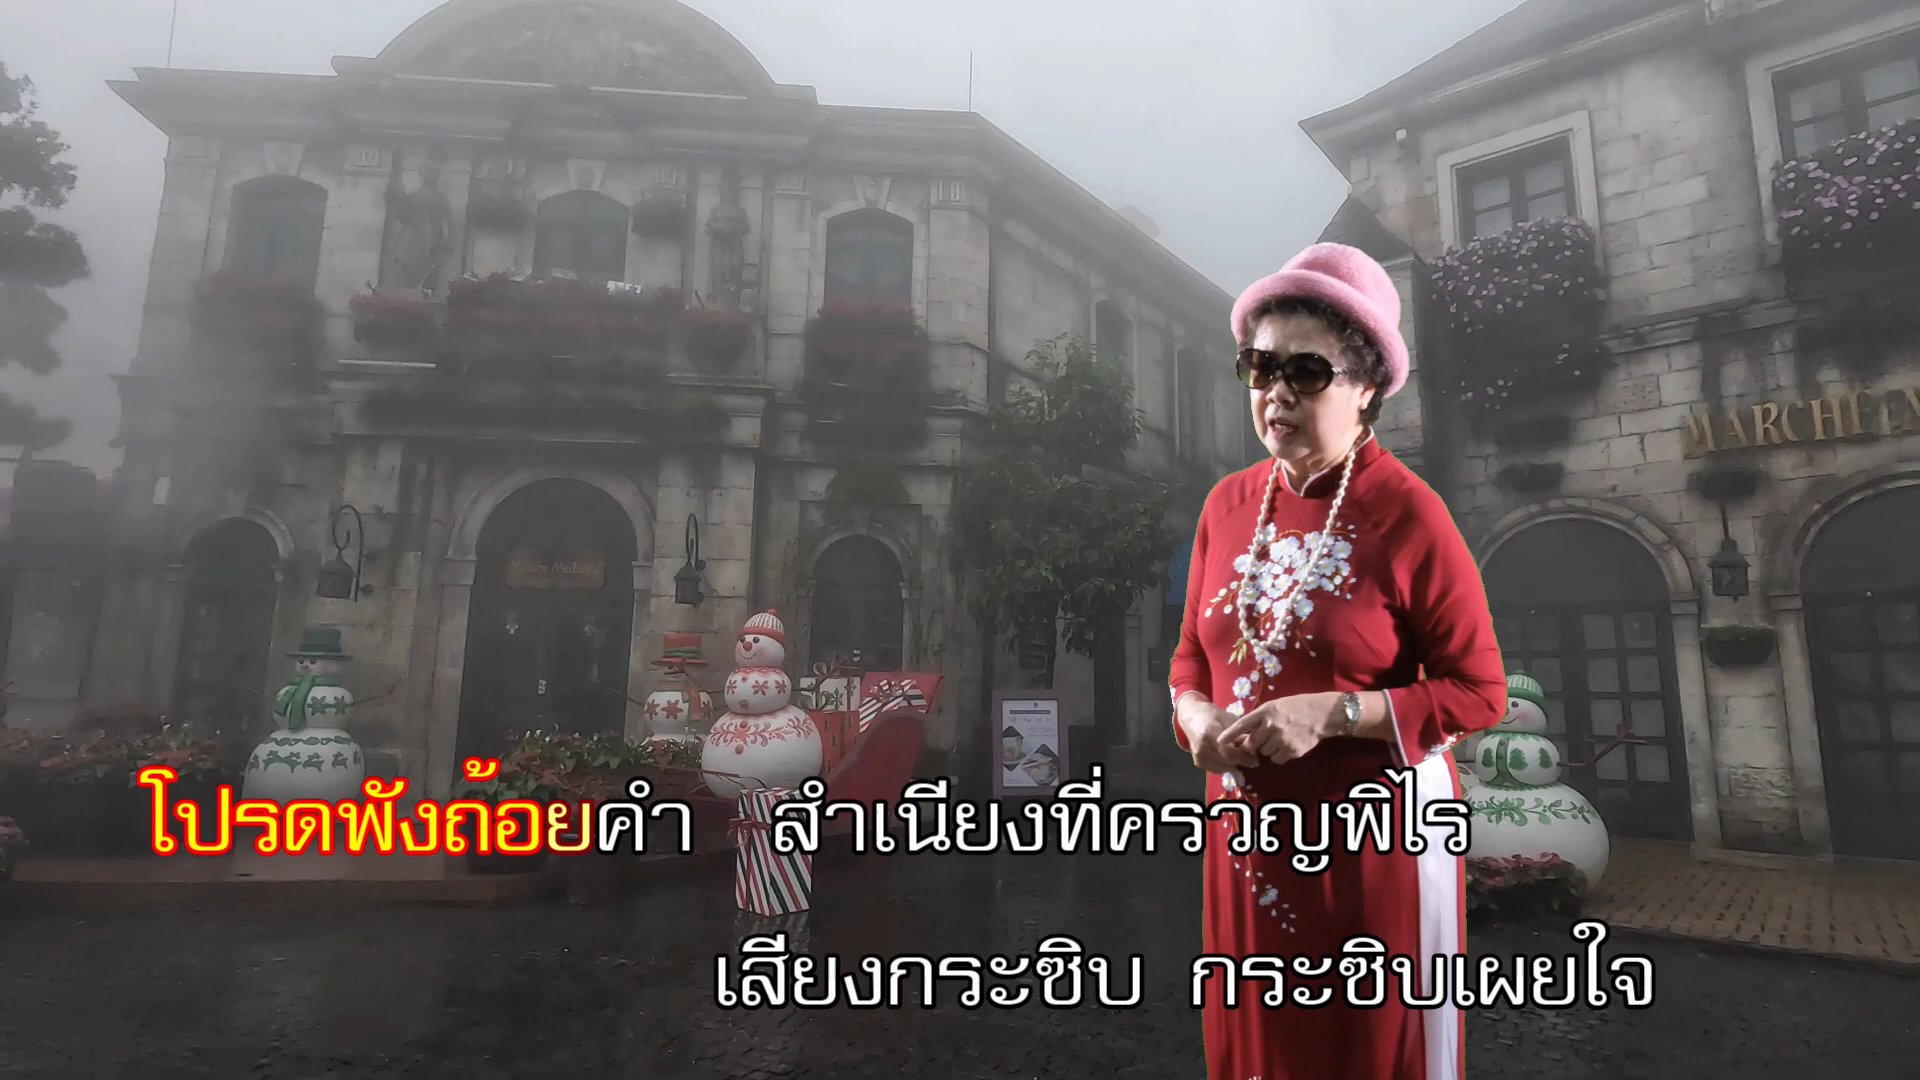 MARCHE
โปรดฟังถ้อยคำ สำเนียงที่ครวญพิไร
เสียงกระซิบ กระซิบเผยใจ